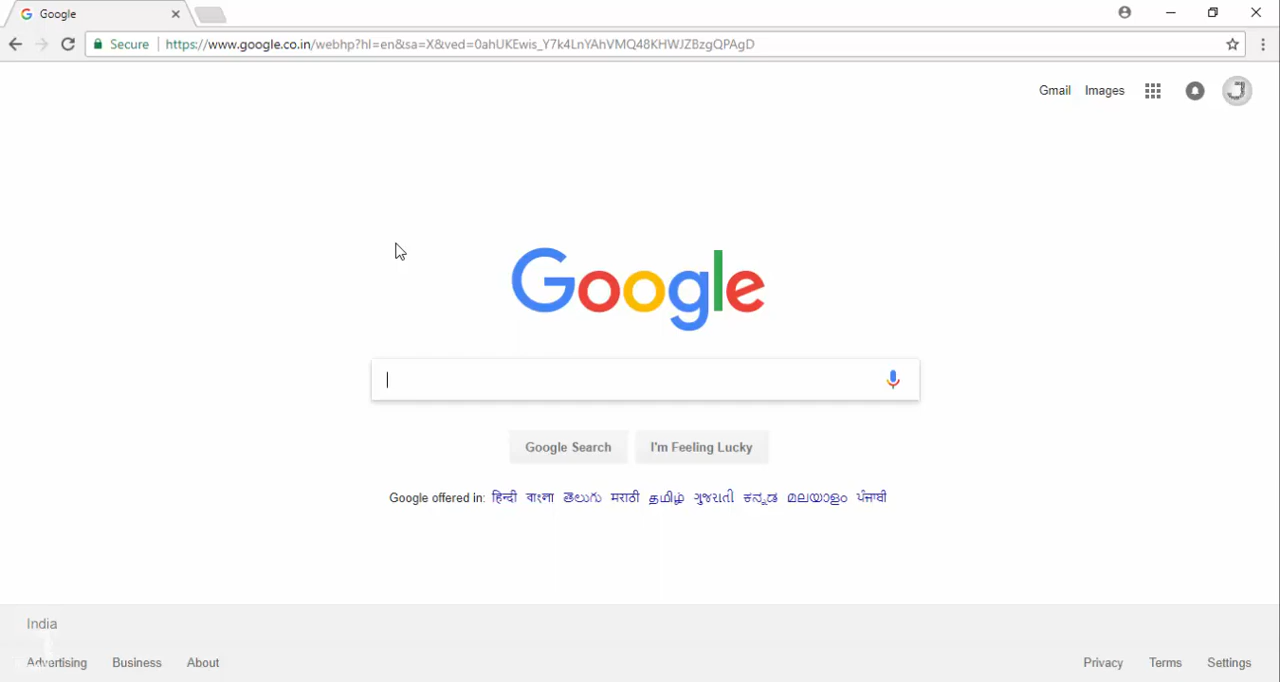 Google
Secure https://www.google.co.in/webhp?hl=en&sa=X&ved=0ahUKEwis_Y7k4LnYAhVMQ48KHWJZBzgQPAgD
Gmail Images
Google
Google Search I'm Feeling Lucky
Google offered in: हिन्दी বাংলা తెలుగు मराठी தமிழ் ગુજરાતી ಕನ್ನಡ മലയാളം ਪੰਜਾਬੀ
India
Advertising Business About Privacy Terms Settings